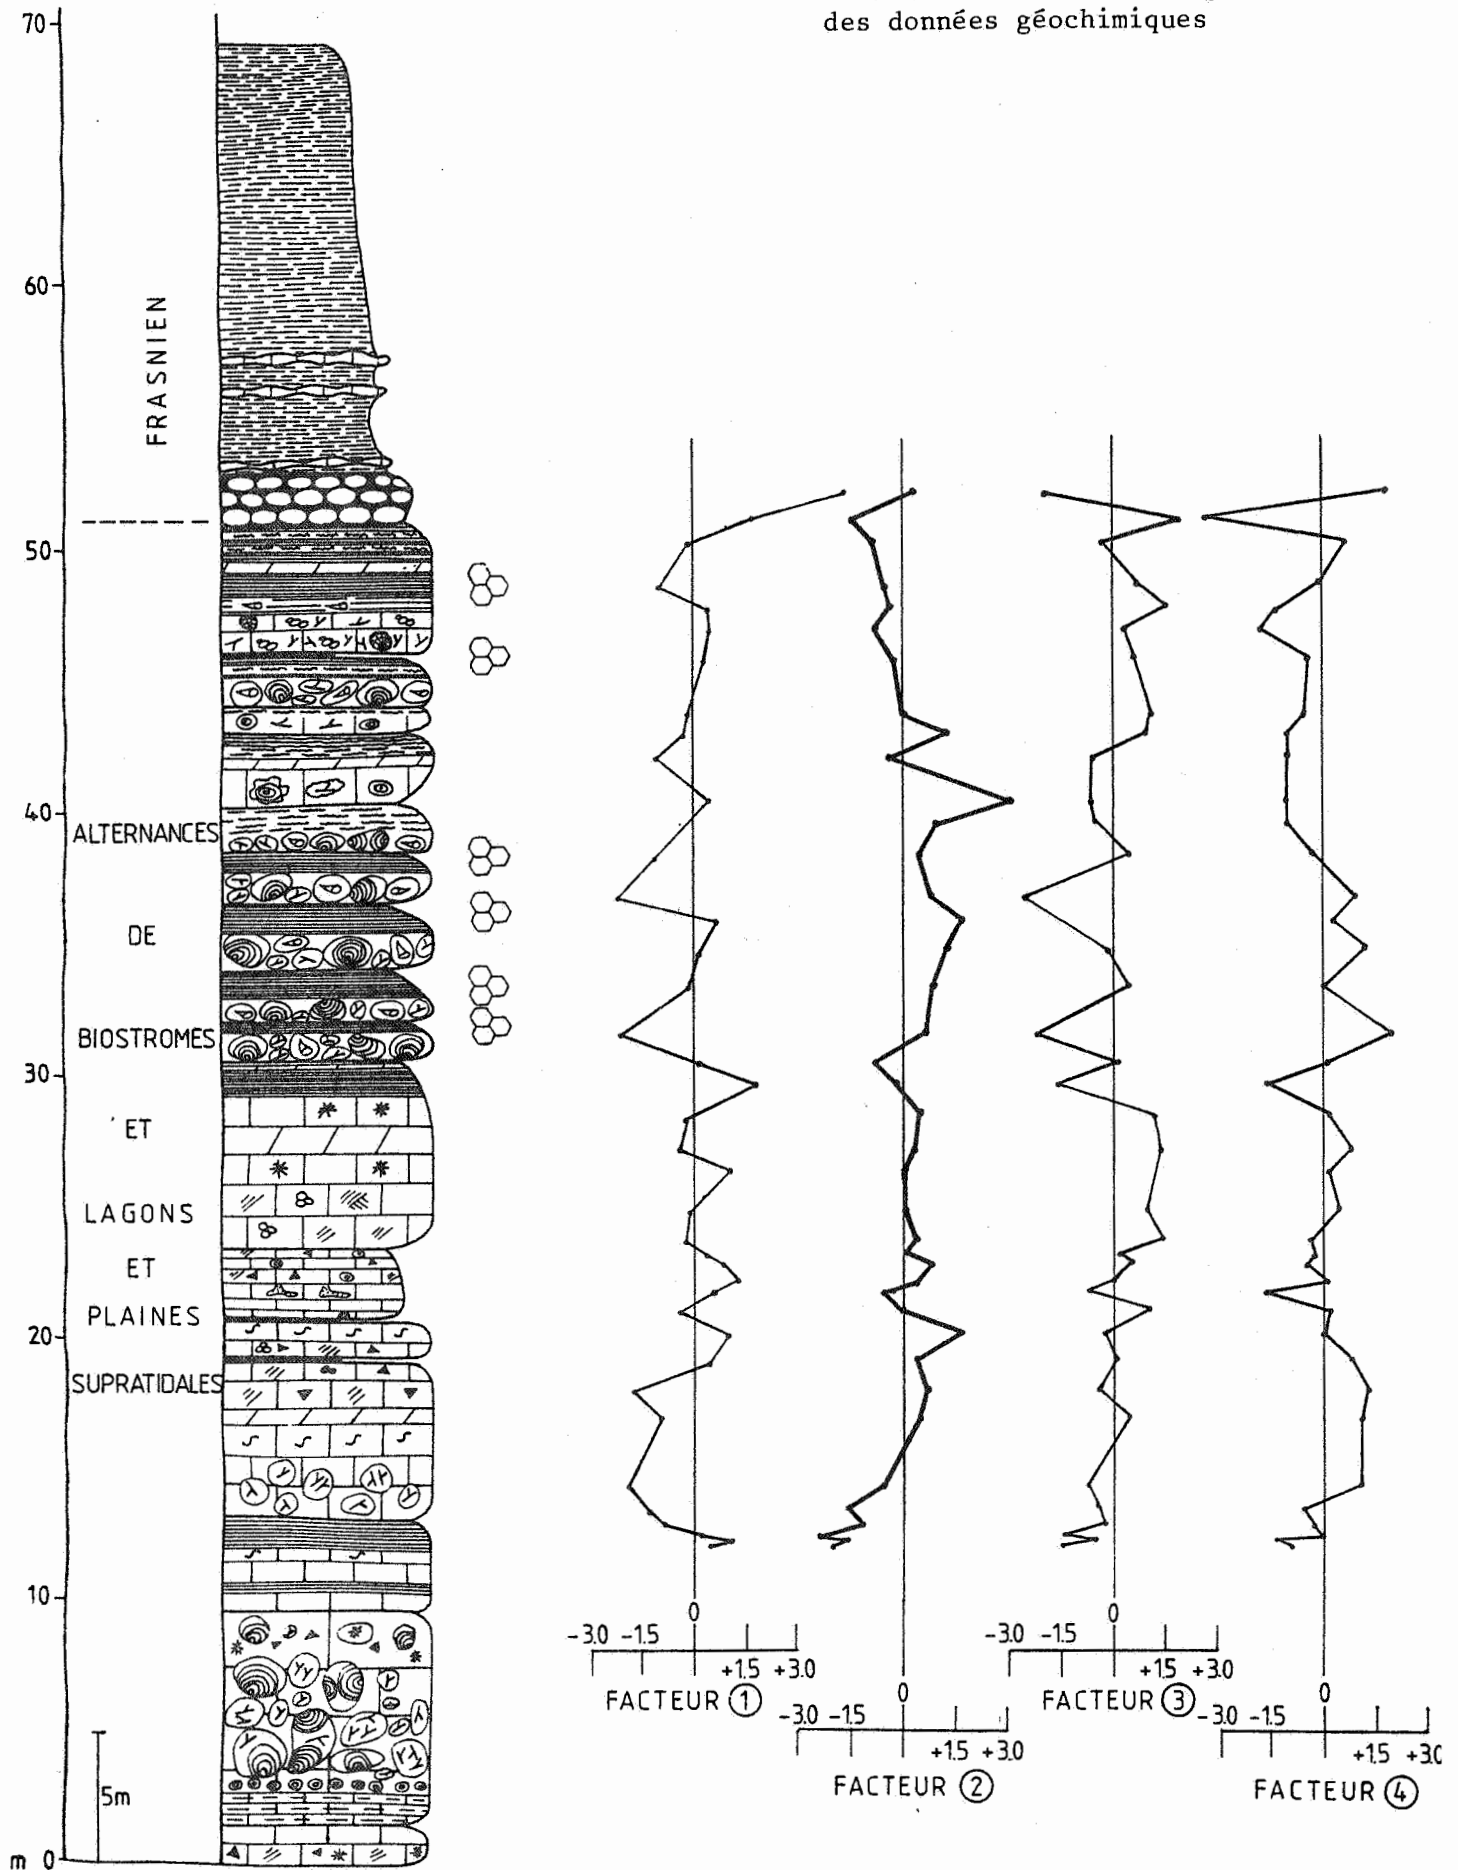 des données géochimiques
70
60
50
40
30
20
10
m 0
5m
FRASNIEN
ALTERNANCES
DE
BIOSTROMES
ET
LAGONS
ET
PLAINES
SUPRATIDALES
0
-3.0 -1.5
+1.5 +3.0
FACTEUR 1
0
-3.0 -1.5
+1.5 +3.0
FACTEUR 2
0
-3.0 -1.5
+1.5 +3.0
FACTEUR 3
0
-3.0 -1.5
+1.5 +3.0
FACTEUR 4